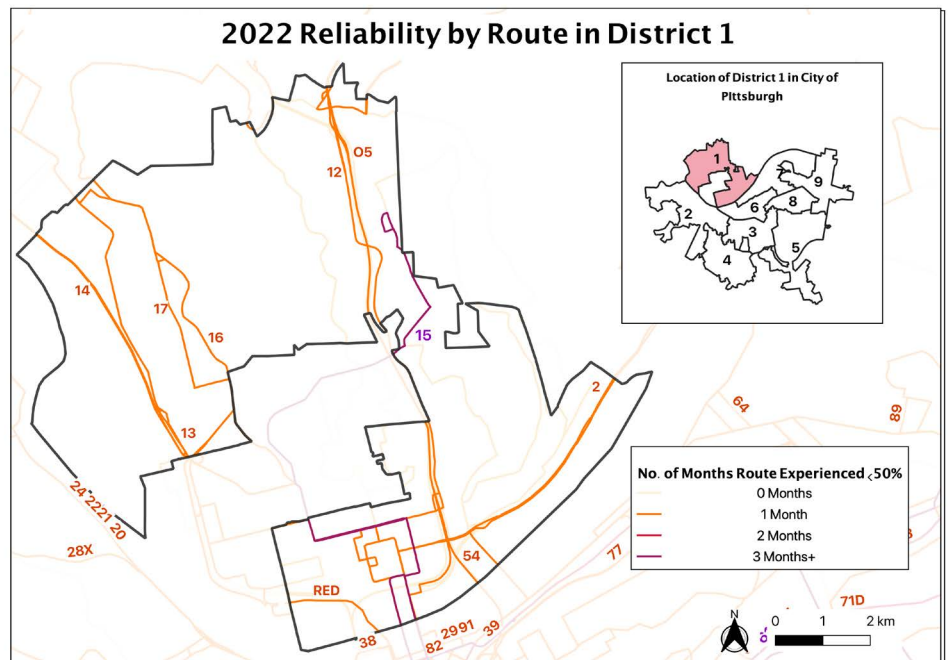 2022 Reliability by Route in District 1
Location of District 1 in City of
PIttsburgh
1
2
3
4
5
6
7
8
9
O5
12
14
17
16
15
13
2
64
89
24
22 21
20
28X
77
54
RED
38
82
29 91
39
71D
No. of Months Route Experienced <50%
0 Months
1 Month
2 Months
3 Months+
N
0 1 2 km